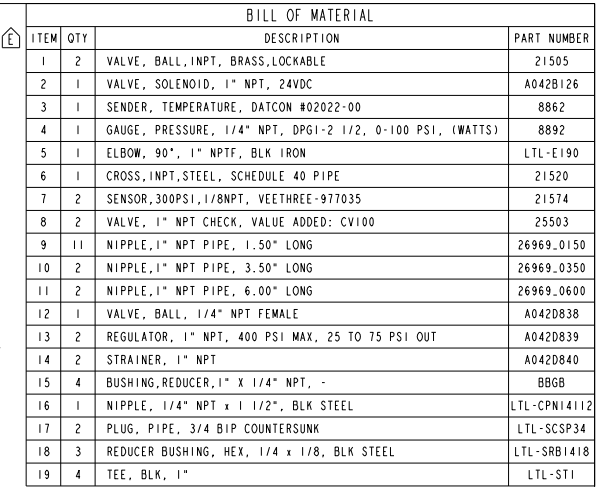 BILL OF MATERIAL
E
ITEM QTY DESCRIPTION PART NUMBER
1 2 VALVE, BALL,INPT, BRASS,LOCKABLE 21505
2 1 VALVE, SOLENOID, 1" NPT, 24VDC A042B126
3 1 SENDER, TEMPERATURE, DATCON #02022-00 8862
4 1 GAUGE, PRESSURE, 1/4" NPT, DPG1-2 1/2, 0-100 PSI, (WATTS) 8892
5 1 ELBOW, 90°, 1" NPTF, BLK IRON LTL-E190
6 1 CROSS,INPT,STEEL, SCHEDULE 40 PIPE 21520
7 2 SENSOR,300PSI,1/8NPT, VEETHREE-977035 21574
8 2 VALVE, 1" NPT CHECK, VALUE ADDED: CV100 25503
9 11 NIPPLE,1" NPT PIPE, 1.50" LONG 26969_0150
10 2 NIPPLE,1" NPT PIPE, 3.50" LONG 26969_0350
11 2 NIPPLE,1" NPT PIPE, 6.00" LONG 26969_0600
12 1 VALVE, BALL, 1/4" NPT FEMALE A042D838
13 2 REGULATOR, 1" NPT, 400 PSI MAX, 25 TO 75 PSI OUT A042D839
14 2 STRAINER, 1" NPT A042D840
15 4 BUSHING,REDUCER,1" X 1/4" NPT, - BBGB
16 1 NIPPLE, 1/4" NPT x 1 1/2", BLK STEEL LTL-CPN14112
17 2 PLUG, PIPE, 3/4 BIP COUNTERSUNK LTL-SCSP34
18 3 REDUCER BUSHING, HEX, 1/4 x 1/8, BLK STEEL LTL-SRB1418
19 4 TEE, BLK, 1" LTL-ST1